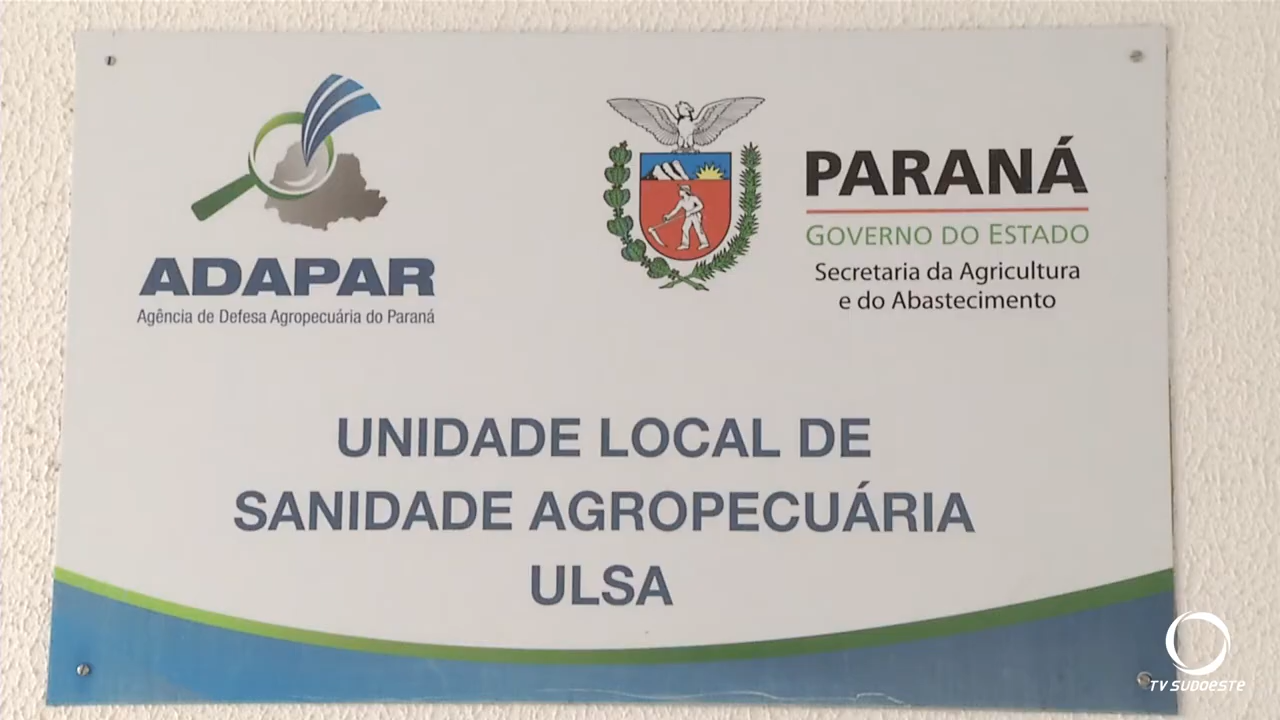 ADAPAR
Agência de Defesa Agropecuária do Paraná
PARANÁ
GOVERNO DO ESTADO
Secretaria da Agricultura
e do Abastecimento
UNIDADE LOCAL DE
SANIDADE AGROPECUÁRIA
ULSA
TV SUDOESTE